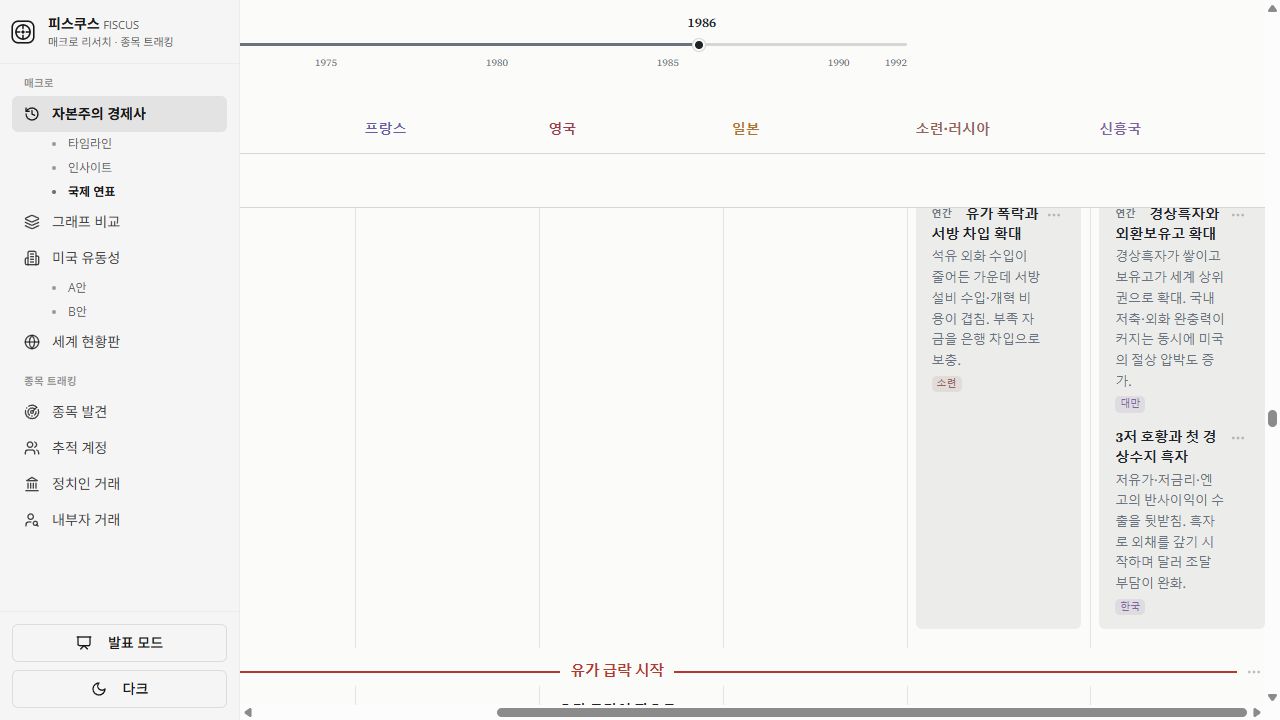 피스쿠스 FISCUS
매크로 리서치 · 종목 트래킹
매크로
자본주의 경제사
타임라인
인사이트
국제 연표
그래프 비교
미국 유동성
A안
B안
세계 현황판
종목 트래킹
종목 발견
추적 계정
정치인 거래
내부자 거래
발표 모드
다크
1986
1975 1980 1985 1990 1992
프랑스 영국 일본 소련·러시아 신흥국
연간 유가 폭락과
서방 차입 확대
석유 외화 수입이
줄어든 가운데 서방
설비 수입·개혁 비
용이 겹침. 부족 자
금을 은행 차입으로
보충.
소련
연간 경상흑자와
외환보유고 확대
경상흑자가 쌓이고
보유고가 세계 상위
권으로 확대. 국내
저축·외화 완충력이
커지는 동시에 미국
의 절상 압박도 증
가.
대만
3저 호황과 첫 경
상수지 흑자
저유가·저금리·엔
고의 반사이익이 수
출을 뒷받침. 흑자
로 외채를 갚기 시
작하며 달러 조달
부담이 완화.
한국
유가 급락 시작